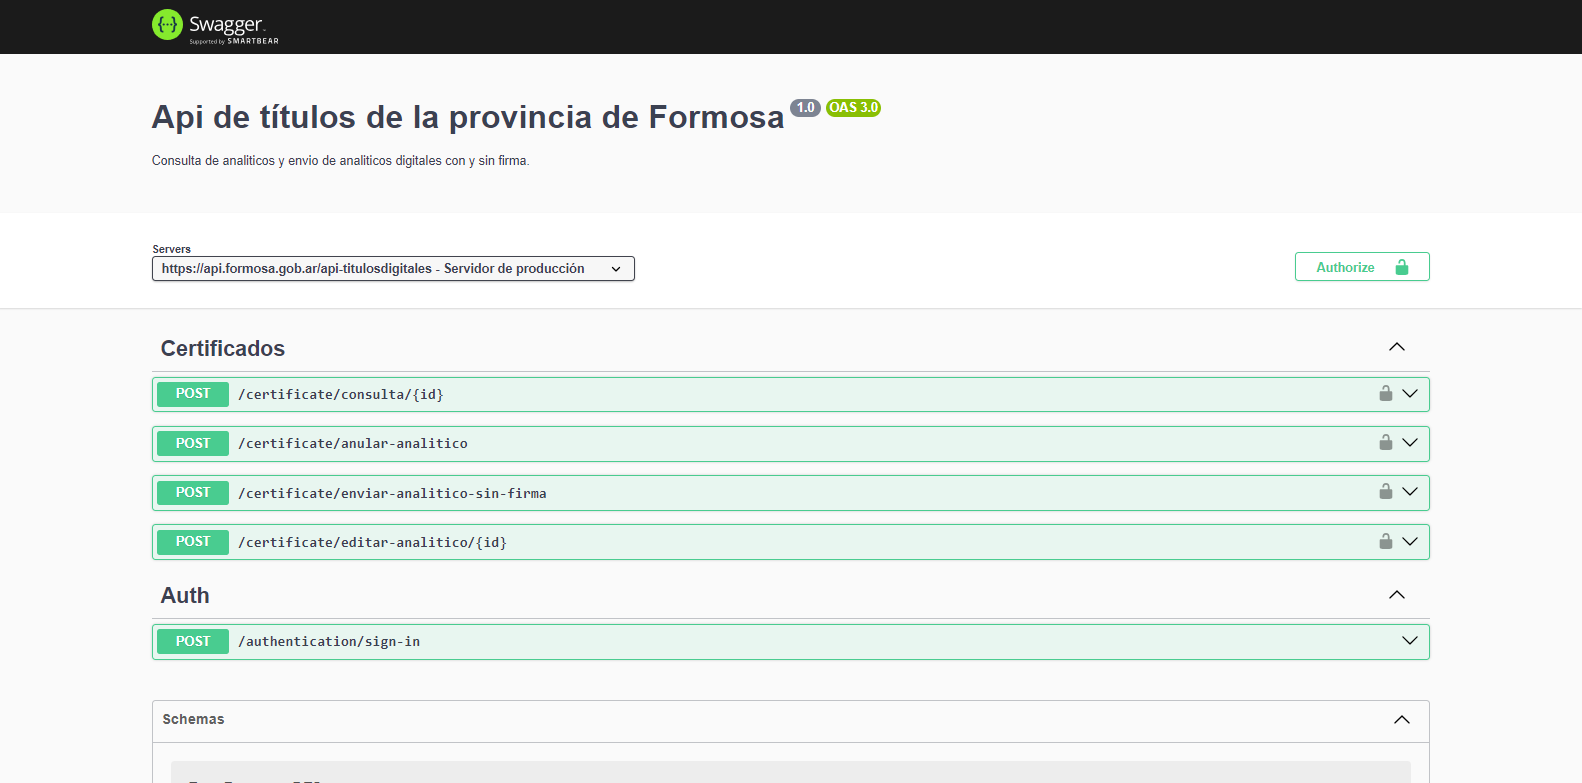 Swagger
Supported by SMARTBEAR
Api de títulos de la provincia de Formosa 1.0 OAS 3.0
Consulta de analiticos y envio de analiticos digitales con y sin firma.
Servers
https://api.formosa.gob.ar/api-titulosdigitales - Servidor de producción
Authorize
Certificados
POST /certificate/consulta/{id}
POST /certificate/anular-analitico
POST /certificate/enviar-analitico-sin-firma
POST /certificate/editar-analitico/{id}
Auth
POST /authentication/sign-in
Schemas